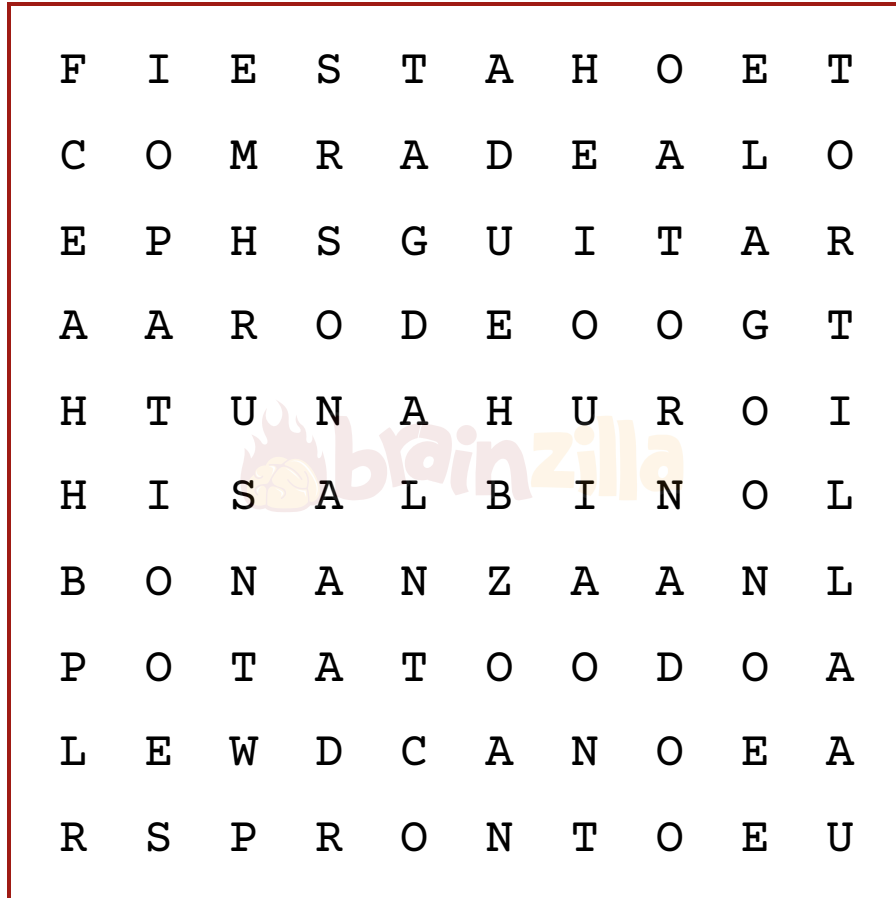 F I E S T A H O E T
C O M R A D E A L O
E P H S G U I T A R
A A R O D E O O G T
H T U N A H U R O I
H I S A L B I N O L
B O N A N Z A A N L
P O T A T O O D O A
L E W D C A N O E A
R S P R O N T O E U
brainzilla